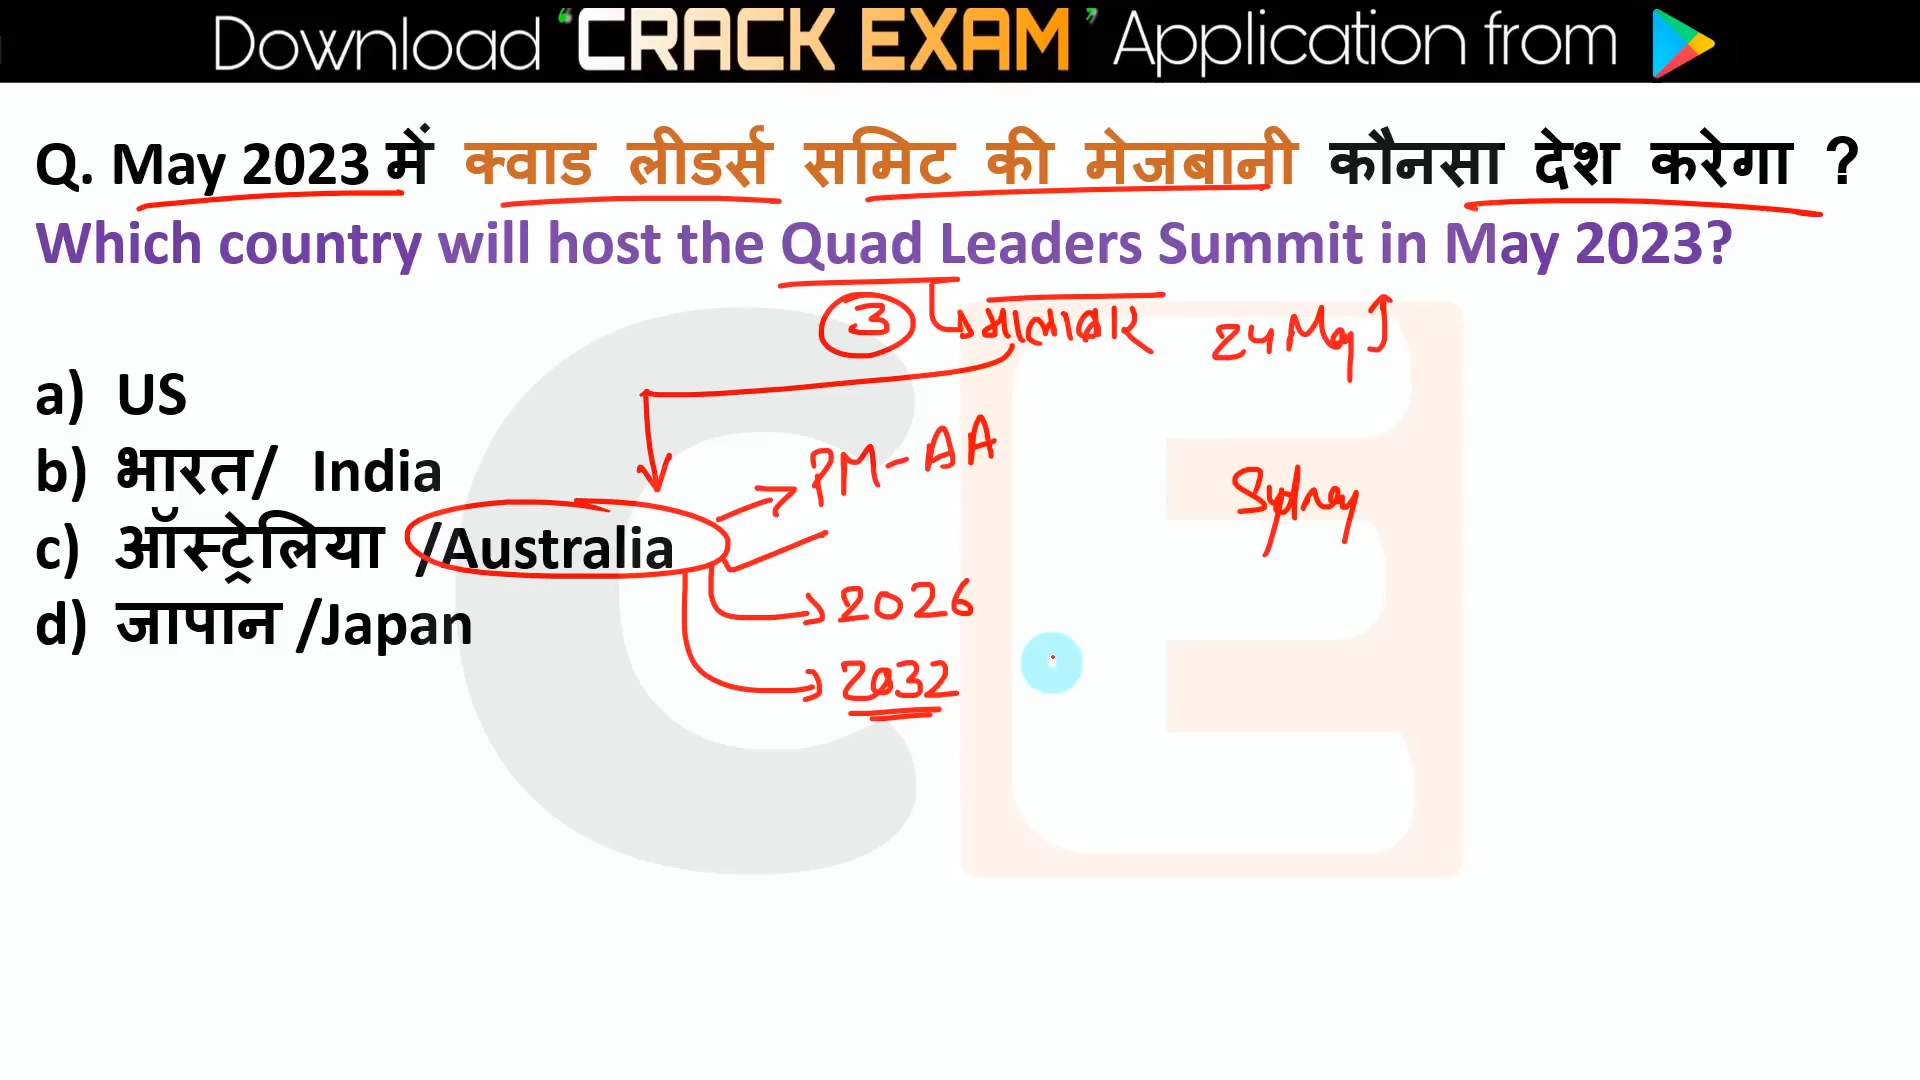 Download “CRACK EXAM” Application from
Q. May 2023 में क्वाड लीडर्स समिट की मेजबानी कौनसा देश करेगा ?
Which country will host the Quad Leaders Summit in May 2023?
3 मालाबार 24 May
a) US
PM-AA
b) भारत/ India
Sydney
c) ऑस्ट्रेलिया /Australia
2026
d) जापान /Japan
2032
CE